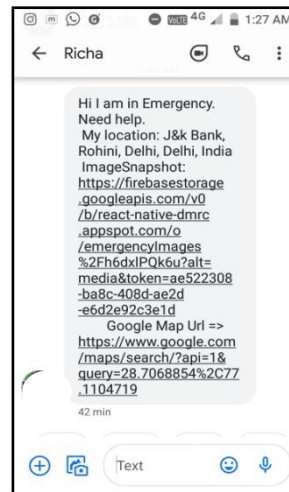 4G 1:27 AM
Richa
Hi I am in Emergency.
Need help.
My location: J&k Bank,
Rohini, Delhi, Delhi, India
ImageSnapshot:
https://firebasestorage
.googleapis.com/v0
/b/react-native-dmrc
.appspot.com/o
/emergencyImages
%2Fh6dxlPQk6u?alt=
media&token=ae522308
-ba8c-408d-ae2d
-e6d2e92c3e1d
Google Map Url =>
https://www.google.com
/maps/search/?api=1&
query=28.7068854%2C77
.1104719
42 min
Text